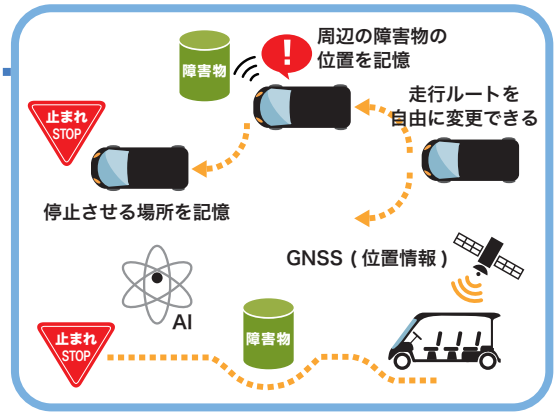 周辺の障害物の
位置を記憶
障害物
!
走行ルートを
自由に変更できる
止まれ
STOP
停止させる場所を記憶
GNSS（位置情報）
AI
障害物
止まれ
STOP